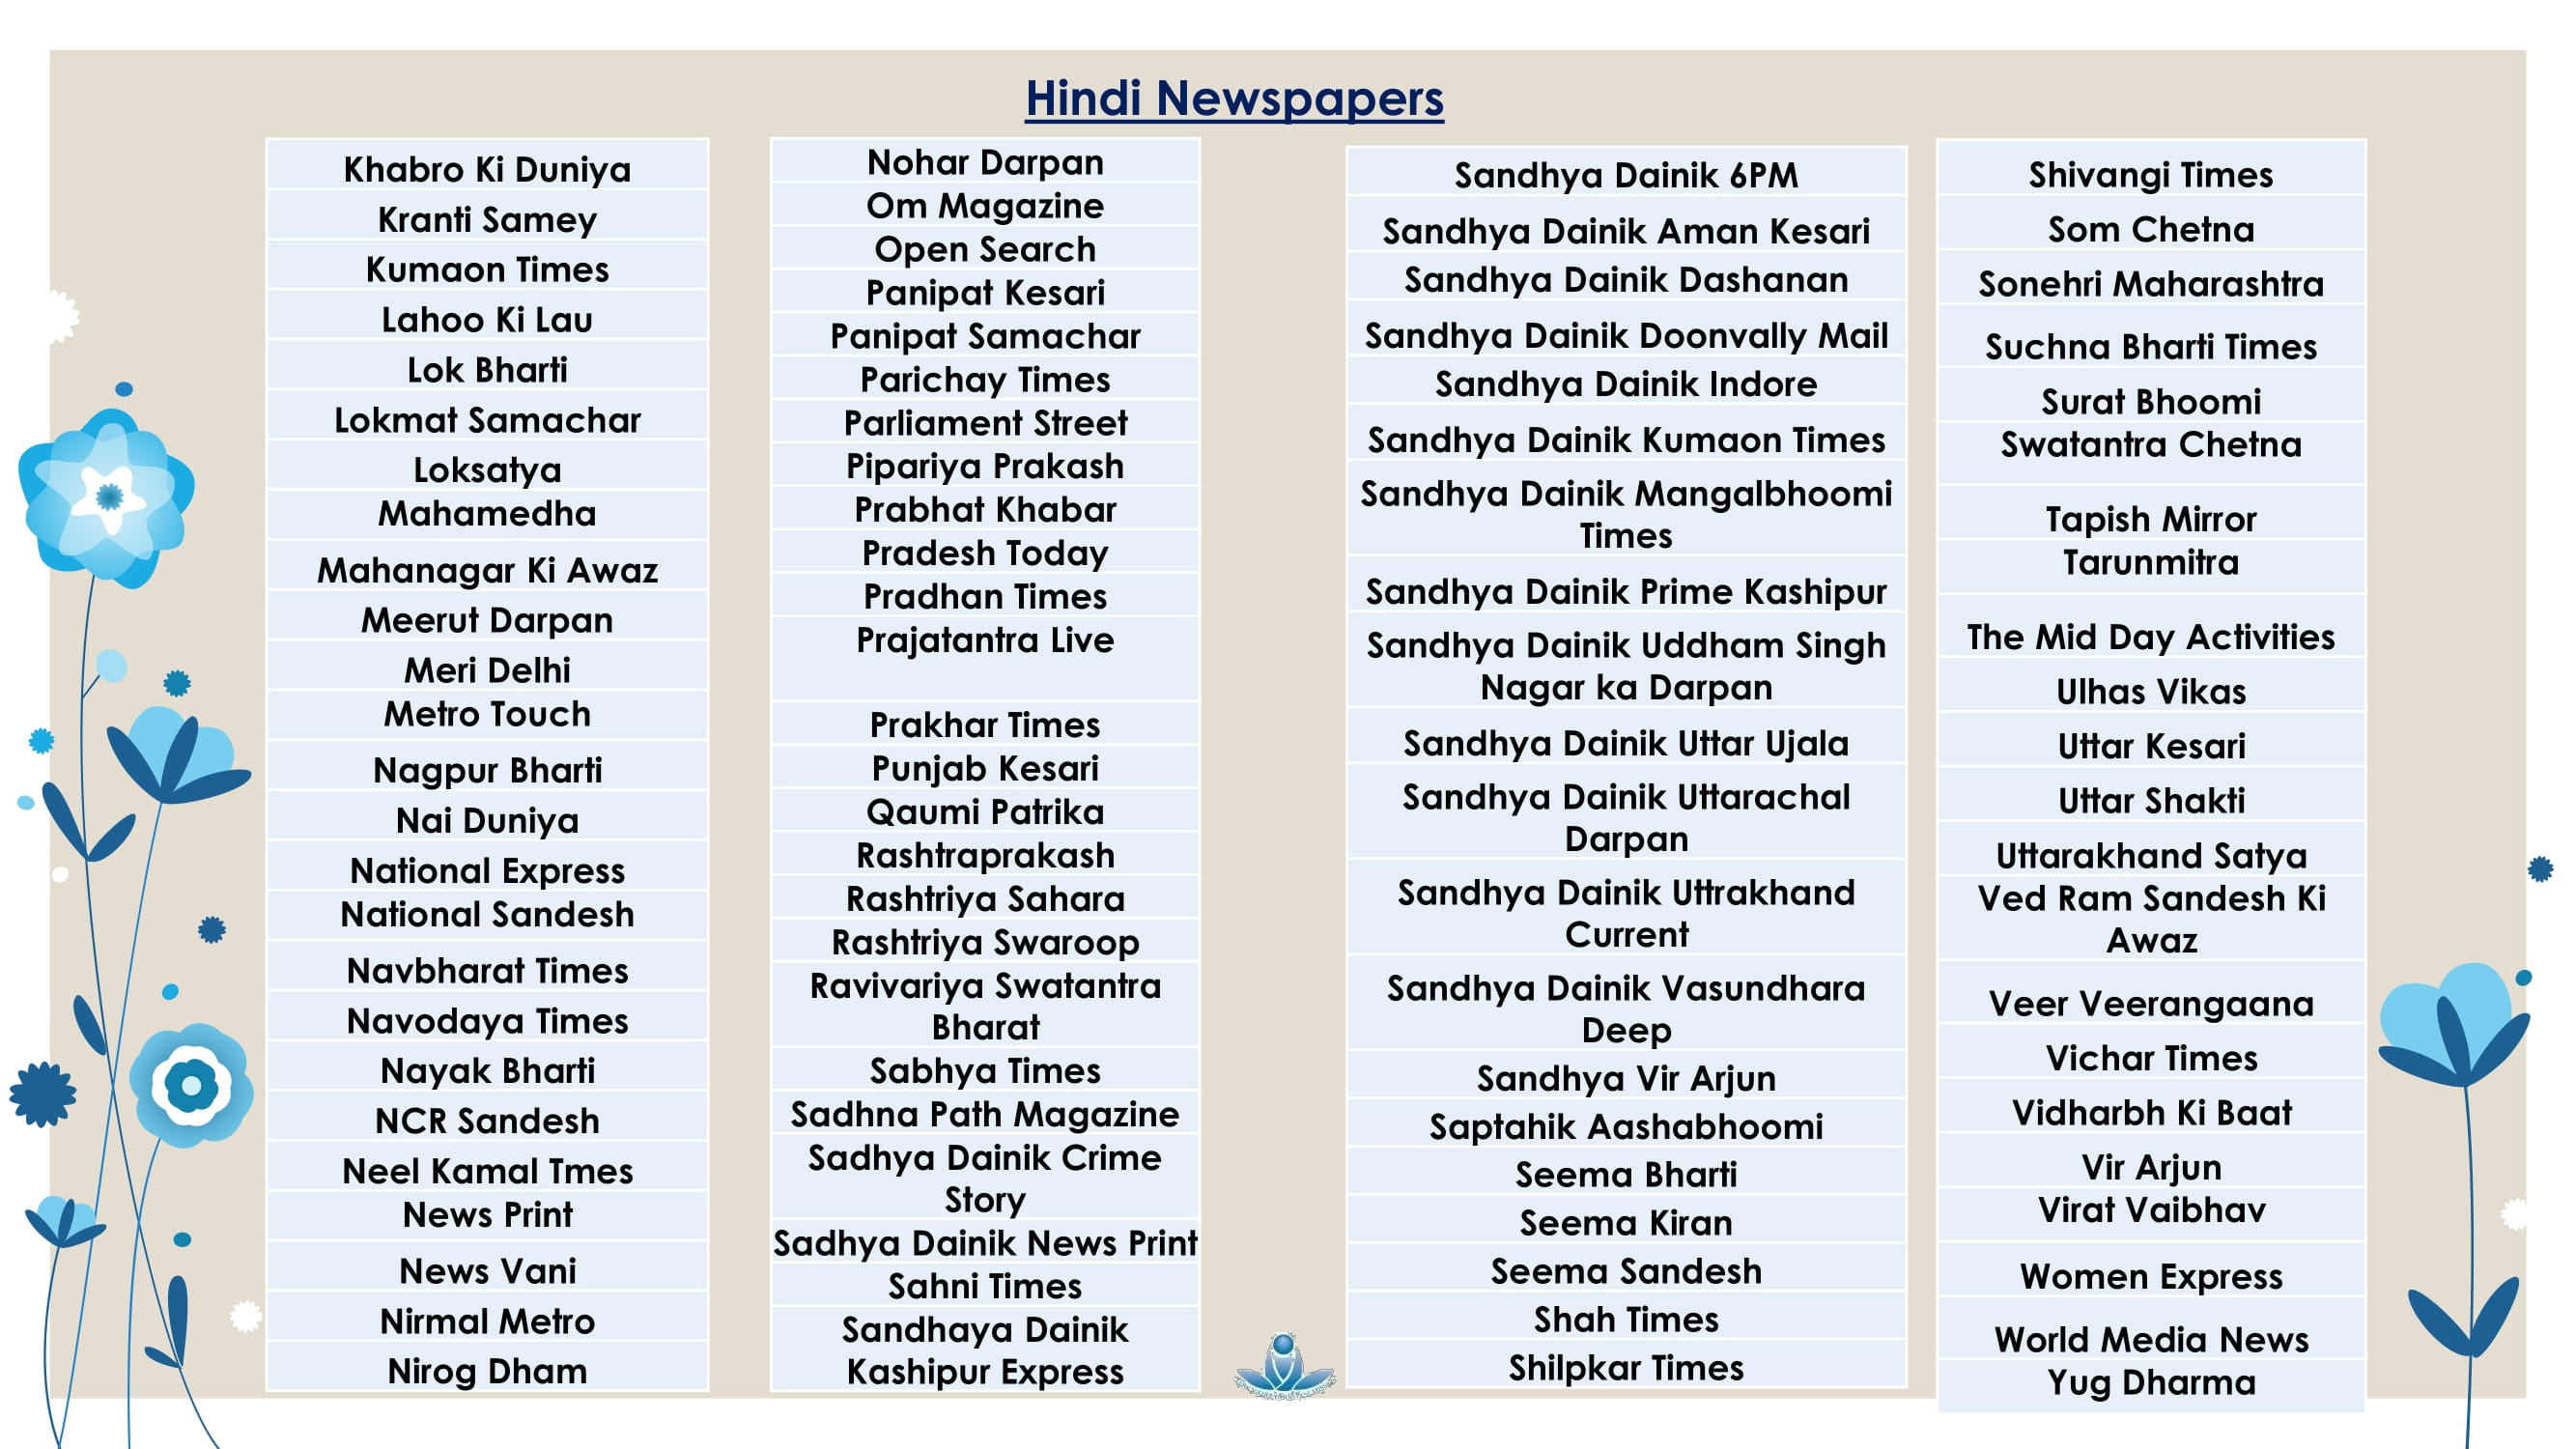 Hindi Newspapers
Khabro Ki Duniya
Kranti Samey
Kumaon Times
Lahoo Ki Lau
Lok Bharti
Lokmat Samachar
Loksatya
Mahamedha
Mahanagar Ki Awaz
Meerut Darpan
Meri Delhi
Metro Touch
Nagpur Bharti
Nai Duniya
National Express
National Sandesh
Navbharat Times
Navodaya Times
Nayak Bharti
NCR Sandesh
Neel Kamal Tmes
News Print
News Vani
Nirmal Metro
Nirog Dham
Nohar Darpan
Om Magazine
Open Search
Panipat Kesari
Panipat Samachar
Parichay Times
Parliament Street
Pipariya Prakash
Prabhat Khabar
Pradesh Today
Pradhan Times
Prajatantra Live
Prakhar Times
Punjab Kesari
Qaumi Patrika
Rashtraprakash
Rashtriya Sahara
Rashtriya Swaroop
Ravivariya Swatantra
Bharat
Sabhya Times
Sadhna Path Magazine
Sadhya Dainik Crime
Story
Sadhya Dainik News Print
Sahni Times
Sandhaya Dainik
Kashipur Express
Sandhya Dainik 6PM
Sandhya Dainik Aman Kesari
Sandhya Dainik Dashanan
Sandhya Dainik Doonvally Mail
Sandhya Dainik Indore
Sandhya Dainik Kumaon Times
Sandhya Dainik Mangalbhoomi
Times
Sandhya Dainik Prime Kashipur
Sandhya Dainik Uddham Singh
Nagar ka Darpan
Sandhya Dainik Uttar Ujala
Sandhya Dainik Uttarachal
Darpan
Sandhya Dainik Uttrakhand
Current
Sandhya Dainik Vasundhara
Deep
Sandhya Vir Arjun
Saptahik Aashabhoomi
Seema Bharti
Seema Kiran
Seema Sandesh
Shah Times
Shilpkar Times
Shivangi Times
Som Chetna
Sonehri Maharashtra
Suchna Bharti Times
Surat Bhoomi
Swatantra Chetna
Tapish Mirror
Tarunmitra
The Mid Day Activities
Ulhas Vikas
Uttar Kesari
Uttar Shakti
Uttarakhand Satya
Ved Ram Sandesh Ki
Awaz
Veer Veerangaana
Vichar Times
Vidharbh Ki Baat
Vir Arjun
Virat Vaibhav
Women Express
World Media News
Yug Dharma